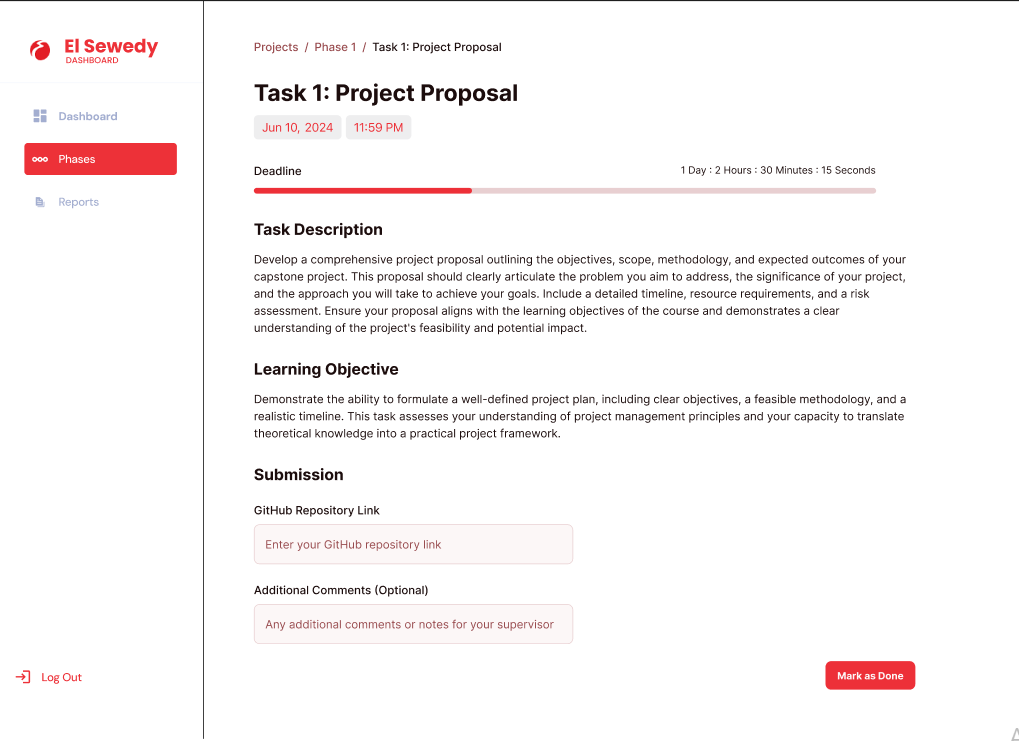 El Sewedy
DASHBOARD
Dashboard
Phases
Reports
Log Out
Projects / Phase 1 / Task 1: Project Proposal
Task 1: Project Proposal
Jun 10, 2024 11:59 PM
Deadline 1 Day : 2 Hours : 30 Minutes : 15 Seconds
Task Description
Develop a comprehensive project proposal outlining the objectives, scope, methodology, and expected outcomes of your
capstone project. This proposal should clearly articulate the problem you aim to address, the significance of your project,
and the approach you will take to achieve your goals. Include a detailed timeline, resource requirements, and a risk
assessment. Ensure your proposal aligns with the learning objectives of the course and demonstrates a clear
understanding of the project's feasibility and potential impact.
Learning Objective
Demonstrate the ability to formulate a well-defined project plan, including clear objectives, a feasible methodology, and a
realistic timeline. This task assesses your understanding of project management principles and your capacity to translate
theoretical knowledge into a practical project framework.
Submission
GitHub Repository Link
Enter your GitHub repository link
Additional Comments (Optional)
Any additional comments or notes for your supervisor
Mark as Done